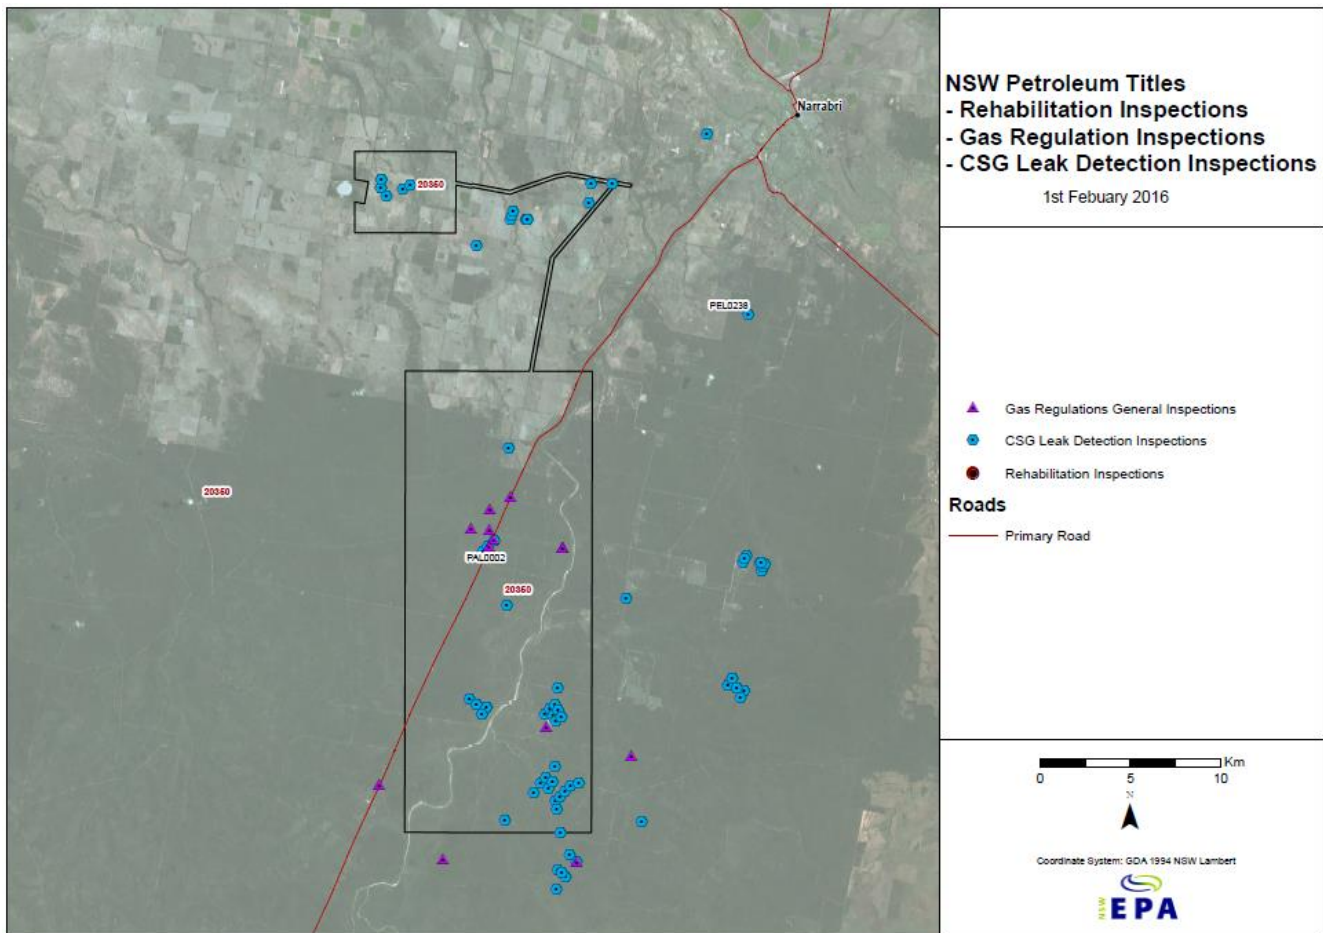 NSW Petroleum Titles
- Rehabilitation Inspections
- Gas Regulation Inspections
- CSG Leak Detection Inspections
1st Febuary 2016
Narrabri
20350
PEL0238
20350
PAL0002
20350
Gas Regulations General Inspections
CSG Leak Detection Inspections
Rehabilitation Inspections
Roads
Primary Road
Km
0 5 10
N
Coordinate System: GDA 1994 NSW Lambert
NSW EPA